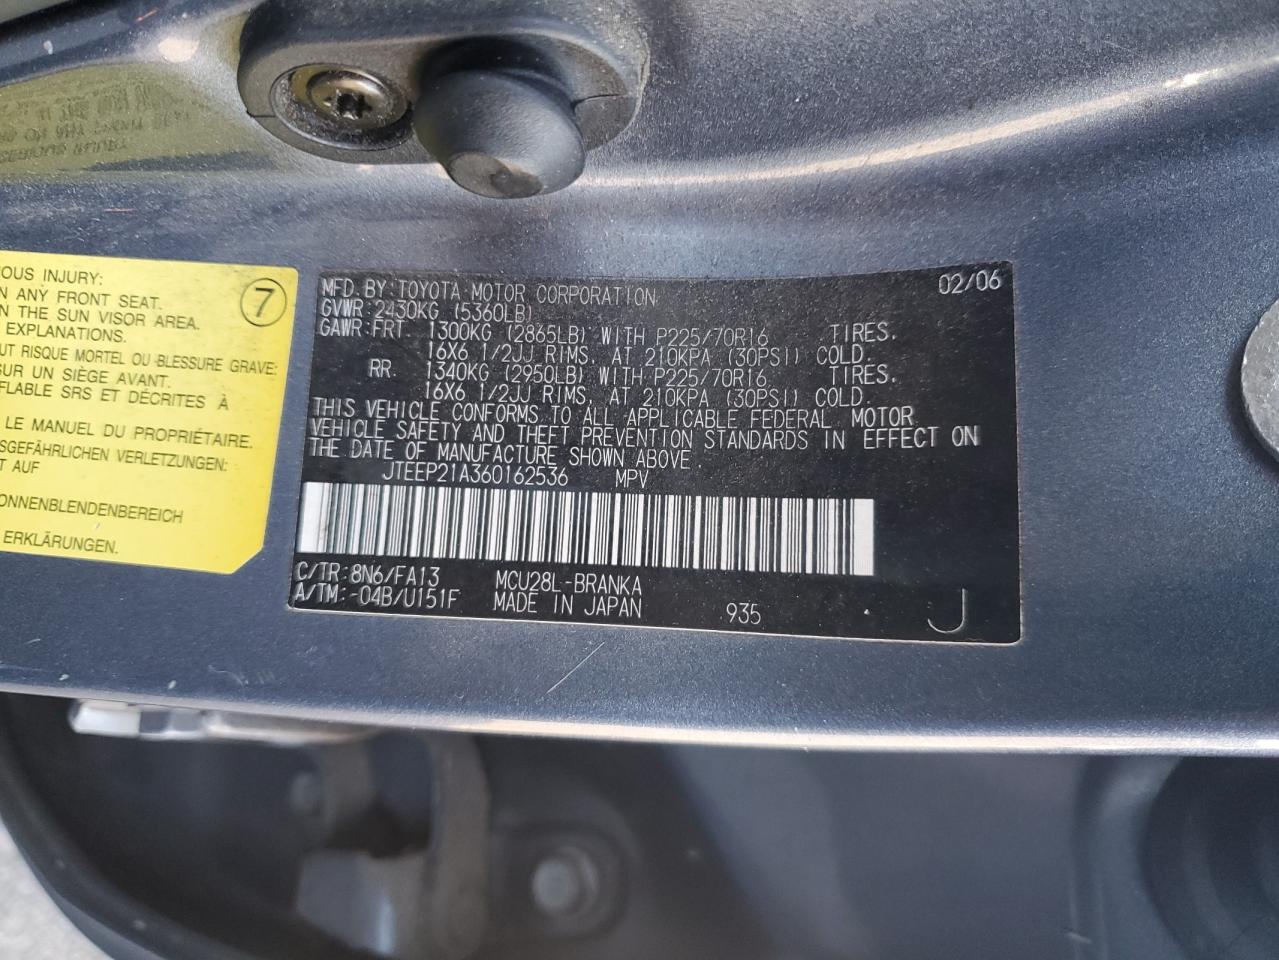 IOUS INJURY:
N ANY FRONT SEAT.
N THE SUN VISOR AREA.
EXPLANATIONS.
UT RISQUE MORTEL OU BLESSURE GRAVE:
SUR UN SIÈGE AVANT.
FLABLE SRS ET DÉCRITES À
LE MANUEL DU PROPRIÉTAIRE.
SGEFÄHRLICHEN VERLETZUNGEN:
T AUF
ONNENBLENDENBEREICH
ERKLÄRUNGEN.
7
MFD. BY: TOYOTA MOTOR CORPORATION 02/06
GVWR: 2430KG (5360LB)
GAWR: FRT. 1300KG (2865LB) WITH P225/70R16 TIRES.
16X6 1/2JJ RIMS, AT 210KPA (30PSI) COLD.
RR. 1340KG (2950LB) WITH P225/70R16 TIRES.
16X6 1/2JJ RIMS, AT 210KPA (30PSI) COLD.
THIS VEHICLE CONFORMS TO ALL APPLICABLE FEDERAL MOTOR
VEHICLE SAFETY AND THEFT PREVENTION STANDARDS IN EFFECT ON
THE DATE OF MANUFACTURE SHOWN ABOVE.
JTEEP21A360162536 MPV
C/TR: 8N6/FA13 MCU28L-BRANKA
A/TM: -04B/U151F MADE IN JAPAN 935 J